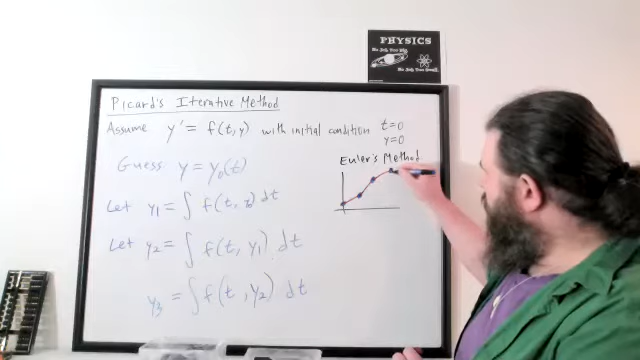 PHYSICS
Picard's Iterative Method
Assume y' = f(t, y) with initial condition t=0
y=0
Euler's Method
Guess: y = y₀(t)
Let y₁ = ∫ f(t, y₀) dt
Let y₂ = ∫ f(t, y₁) dt
y₃ = ∫ f(t, y₂) dt